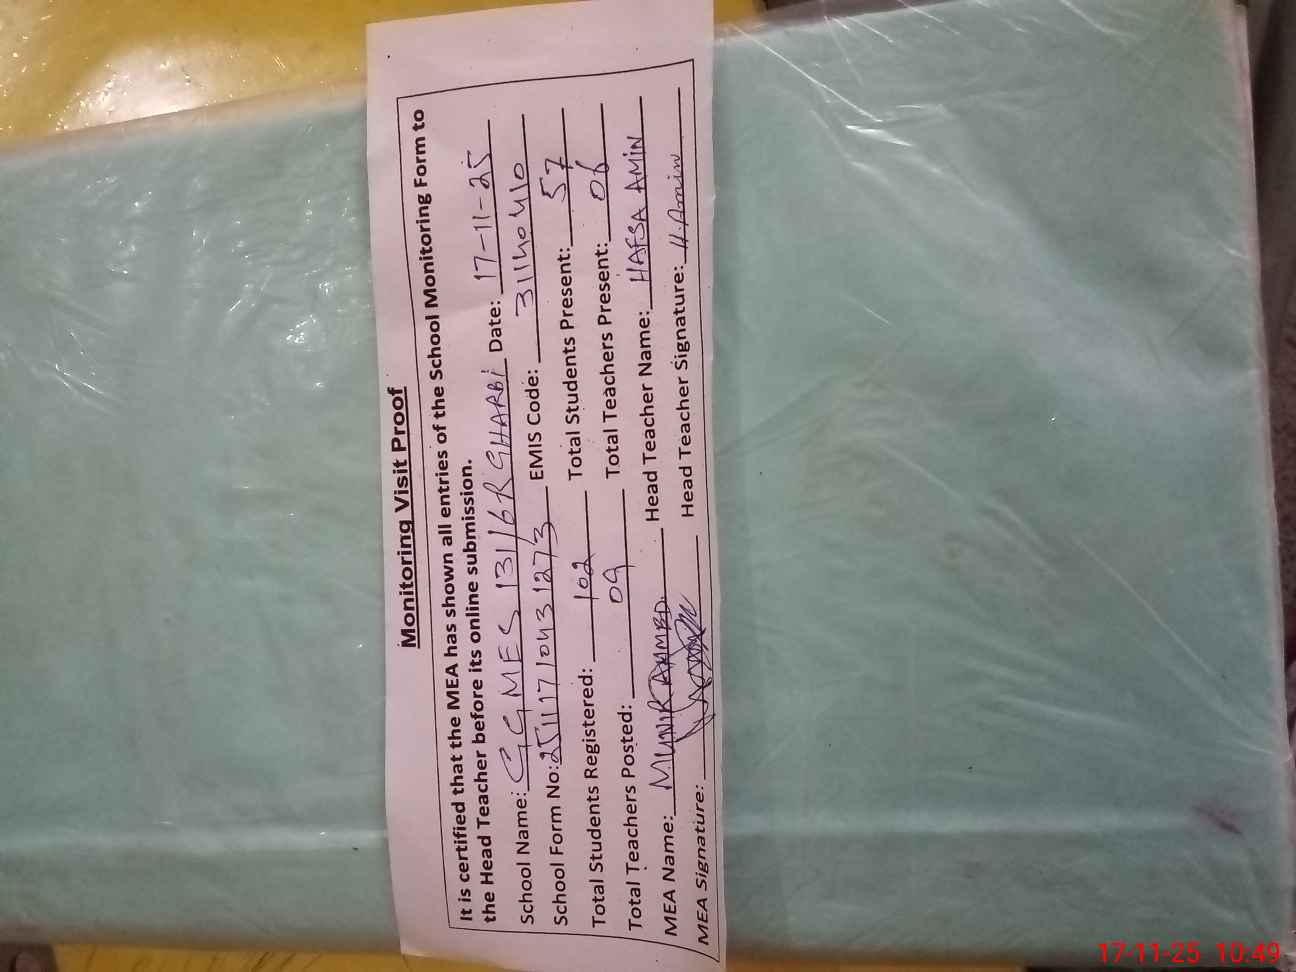 Monitoring Visit Proof
It is certified that the MEA has shown all entries of the School Monitoring Form to
the Head Teacher before its online submission.
School Name: GGMES 131/6R GHARBi Date: 17-11-25
School Form No: 25111710431273 EMIS Code: 31140410
Total Students Registered: 102 Total Students Present: 57
Total Teachers Posted: 09 Total Teachers Present: 06
MEA Name: MUNIR AHMED. Head Teacher Name: HAFSA AMiN
MEA Signature: Head Teacher Signature: H.Amin
17-11-25 10:49